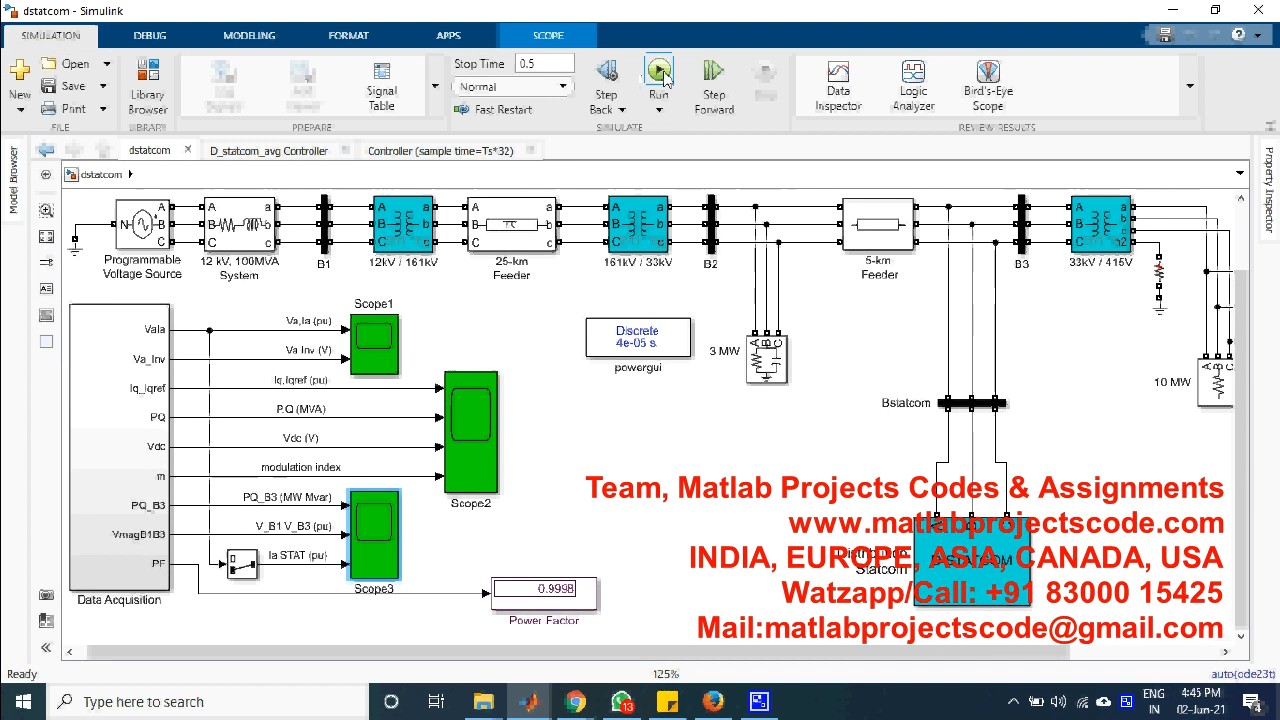 dstatcom - Simulink
SIMULATION DEBUG MODELING FORMAT APPS SCOPE
New Open Save Print
Library Browser
Signal Table
Stop Time 0.5
Normal
Fast Restart
Step Back Run Step Forward
Data Inspector Logic Analyzer Bird's-Eye Scope
FILE LIBRARY PREPARE SIMULATE REVIEW RESULTS
Model Browser
dstatcom × D_statcom_avg Controller Controller (sample time=Ts*32)
Property Inspector
dstatcom
N A B C
Programmable Voltage Source
A B C a b c
12 kV, 100MVA System
B1
A B C a b c
12kV / 161kV
25-km Feeder
A B C a b c
161kV / 33kV
B2
5-km Feeder
B3
A B C a b c n2
33kV / 415V
Scope1
VaIa
Va_Inv
Iq_Iqref
PQ
Vdc
m
PQ_B3
VmagB1B3
PF
Data Acquisition
Va,Ia (pu)
Va Inv (V)
Iq,Iqref (pu)
P,Q (MVA)
Vdc (V)
modulation index
PQ_B3 (MW Mvar)
V_B1 V_B3 (pu)
Ia STAT (pu)
Scope2
Scope3
Discrete
4e-05 s.
powergui
3 MW
A B C
10 MW
A B C
Bstatcom
0.9998
Power Factor
Distribution Statcom
D-STATCOM
Team, Matlab Projects Codes & Assignments
www.matlabprojectscode.com
INDIA, EUROPE, ASIA, CANADA, USA
Watzapp/Call: +91 83000 15425
Mail:matlabprojectscode@gmail.com
Ready 125% auto(ode23t)
Type here to search
13
ENG IN
4:45 PM
02-Jun-21
4